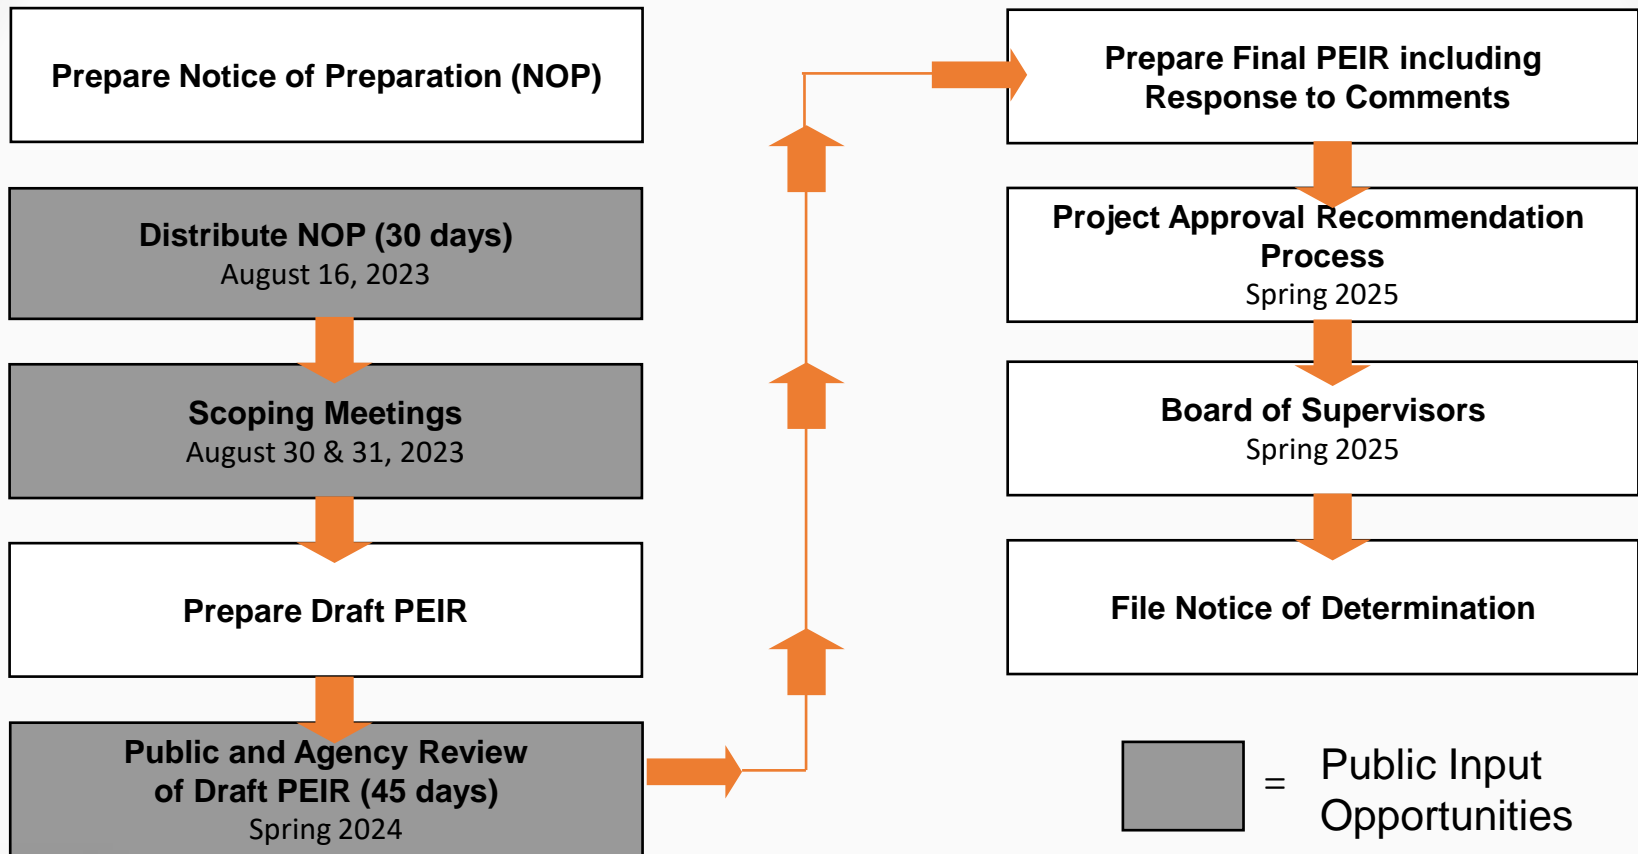 Prepare Notice of Preparation (NOP)
Distribute NOP (30 days)
August 16, 2023
Scoping Meetings
August 30 & 31, 2023
Prepare Draft PEIR
Public and Agency Review
of Draft PEIR (45 days)
Spring 2024
Prepare Final PEIR including
Response to Comments
Project Approval Recommendation
Process
Spring 2025
Board of Supervisors
Spring 2025
File Notice of Determination
= Public Input
Opportunities